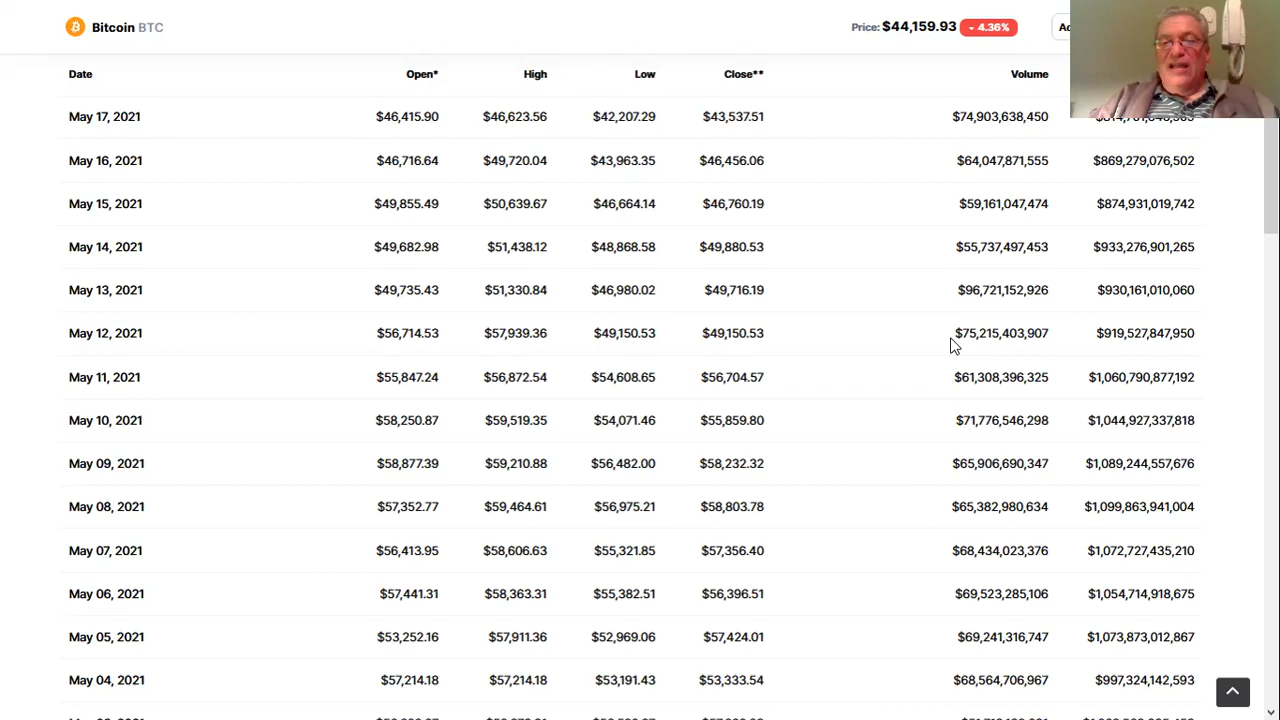 Bitcoin BTC Price: $44,159.93 4.36%
Date Open* High Low Close** Volume
May 17, 2021 $46,415.90 $46,623.56 $42,207.29 $43,537.51 $74,903,638,450
May 16, 2021 $46,716.64 $49,720.04 $43,963.35 $46,456.06 $64,047,871,555 $869,279,076,502
May 15, 2021 $49,855.49 $50,639.67 $46,664.14 $46,760.19 $59,161,047,474 $874,931,019,742
May 14, 2021 $49,682.98 $51,438.12 $48,868.58 $49,880.53 $55,737,497,453 $933,276,901,265
May 13, 2021 $49,735.43 $51,330.84 $46,980.02 $49,716.19 $96,721,152,926 $930,161,010,060
May 12, 2021 $56,714.53 $57,939.36 $49,150.53 $49,150.53 $75,215,403,907 $919,527,847,950
May 11, 2021 $55,847.24 $56,872.54 $54,608.65 $56,704.57 $61,308,396,325 $1,060,790,877,192
May 10, 2021 $58,250.87 $59,519.35 $54,071.46 $55,859.80 $71,776,546,298 $1,044,927,337,818
May 09, 2021 $58,877.39 $59,210.88 $56,482.00 $58,232.32 $65,906,690,347 $1,089,244,557,676
May 08, 2021 $57,352.77 $59,464.61 $56,975.21 $58,803.78 $65,382,980,634 $1,099,863,941,004
May 07, 2021 $56,413.95 $58,606.63 $55,321.85 $57,356.40 $68,434,023,376 $1,072,727,435,210
May 06, 2021 $57,441.31 $58,363.31 $55,382.51 $56,396.51 $69,523,285,106 $1,054,714,918,675
May 05, 2021 $53,252.16 $57,911.36 $52,969.06 $57,424.01 $69,241,316,747 $1,073,873,012,867
May 04, 2021 $57,214.18 $57,214.18 $53,191.43 $53,333.54 $68,564,706,967 $997,324,142,593